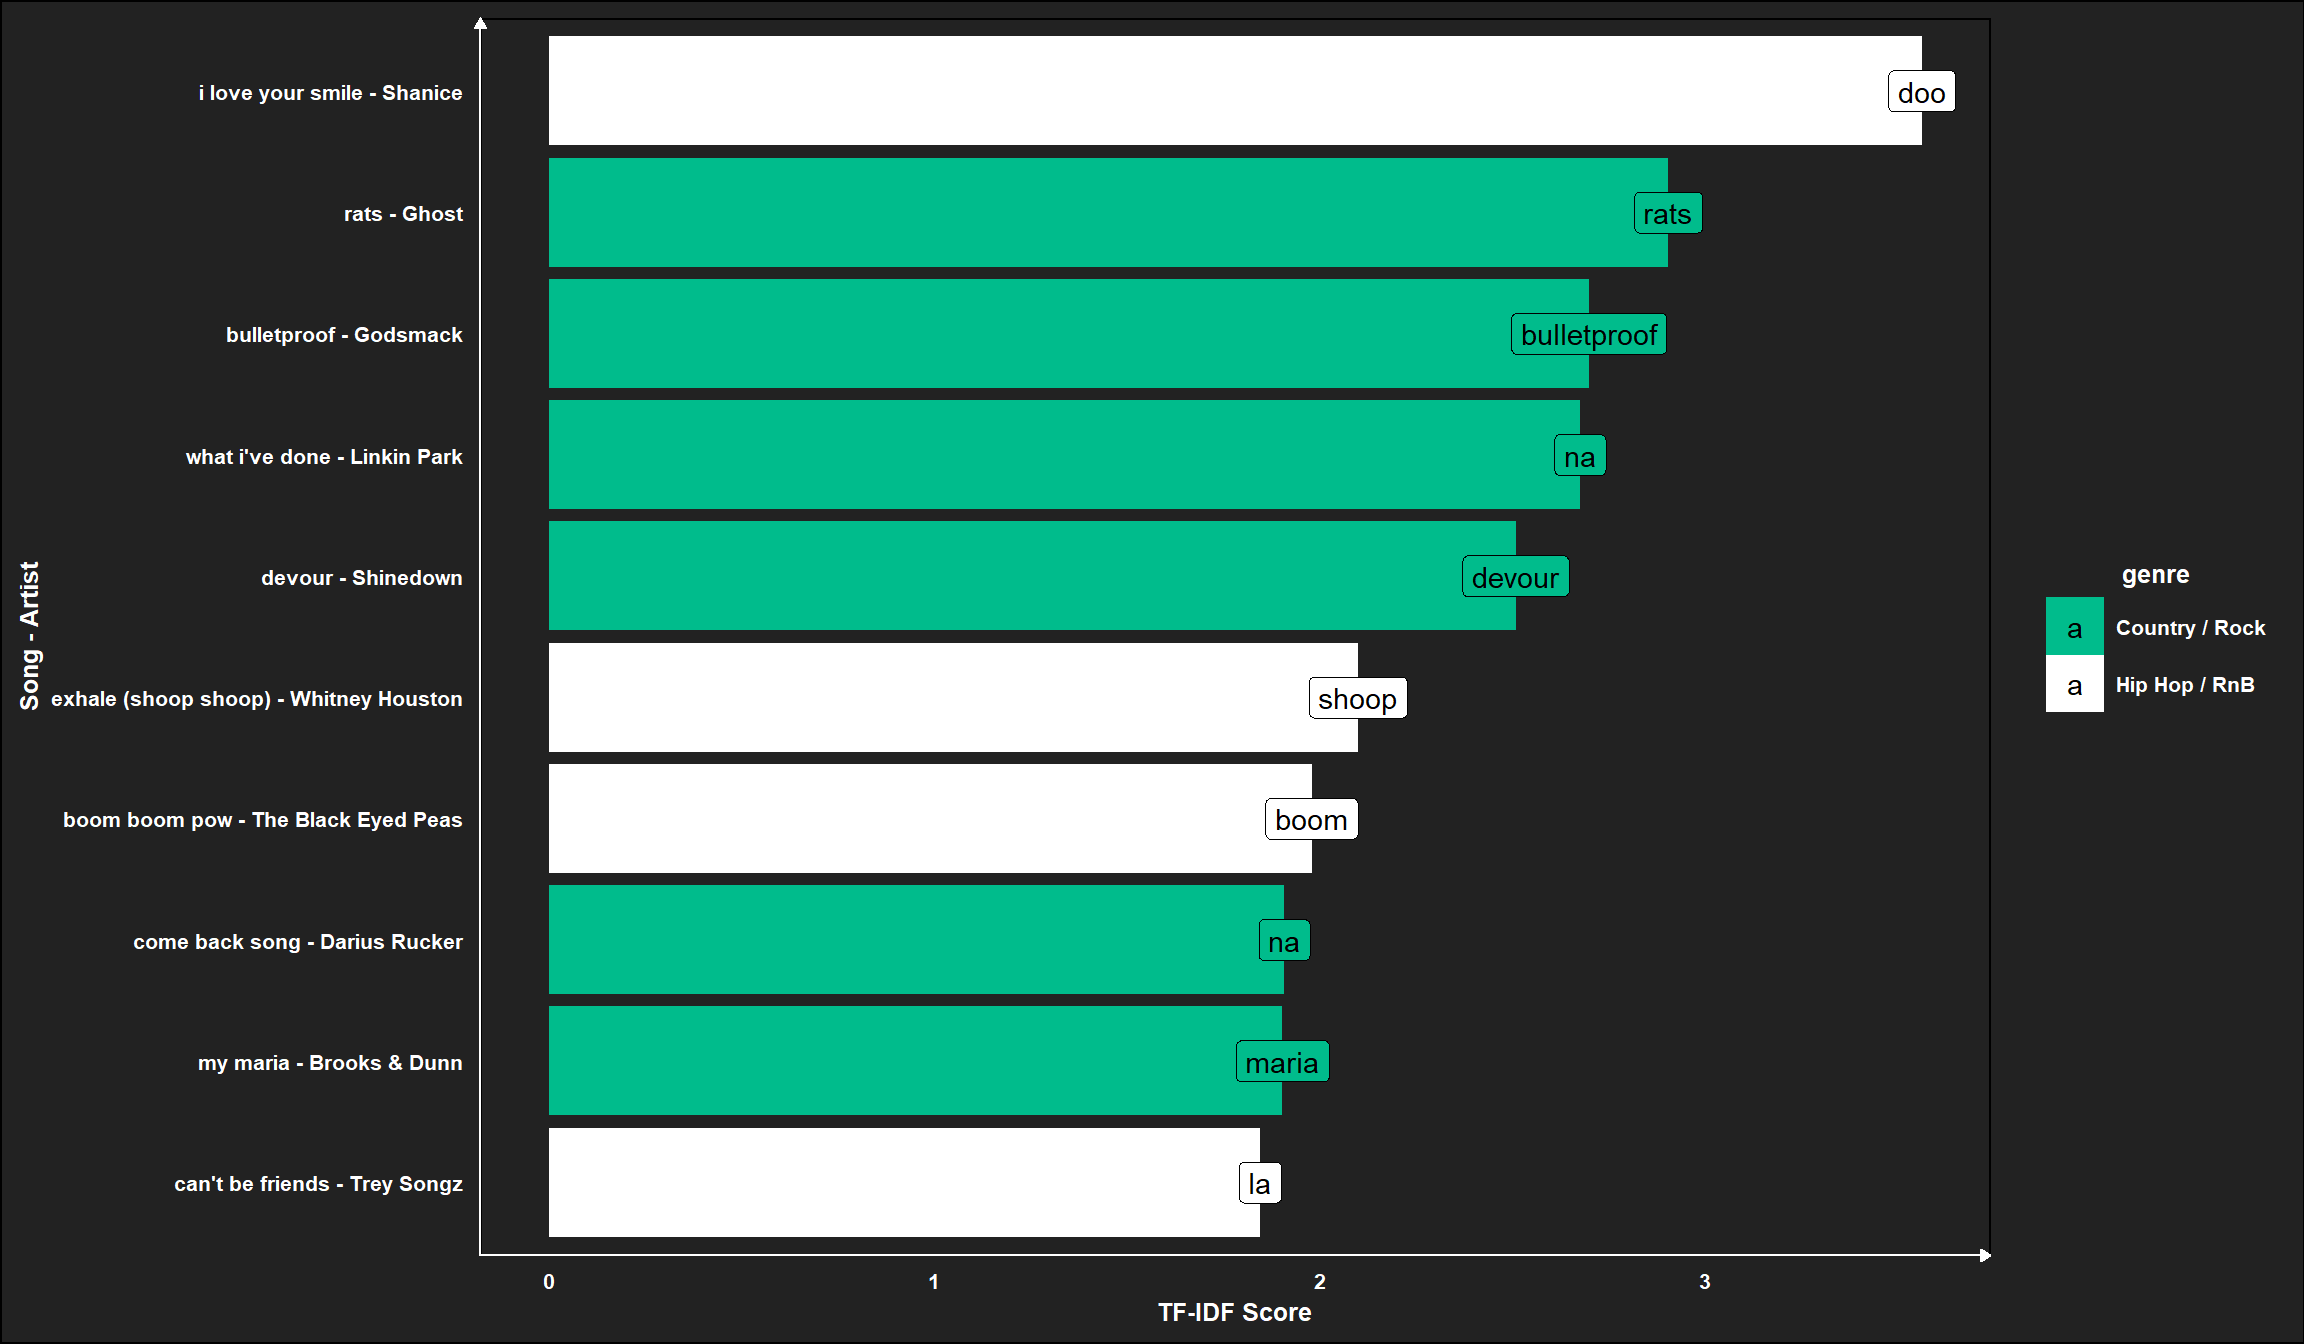 Song - Artist
i love your smile - Shanice
doo
rats - Ghost
rats
bulletproof - Godsmack
bulletproof
what i've done - Linkin Park
na
devour - Shinedown
devour
exhale (shoop shoop) - Whitney Houston
shoop
boom boom pow - The Black Eyed Peas
boom
come back song - Darius Rucker
na
my maria - Brooks & Dunn
maria
can't be friends - Trey Songz
la
0 1 2 3
TF-IDF Score
genre
a Country / Rock
a Hip Hop / RnB